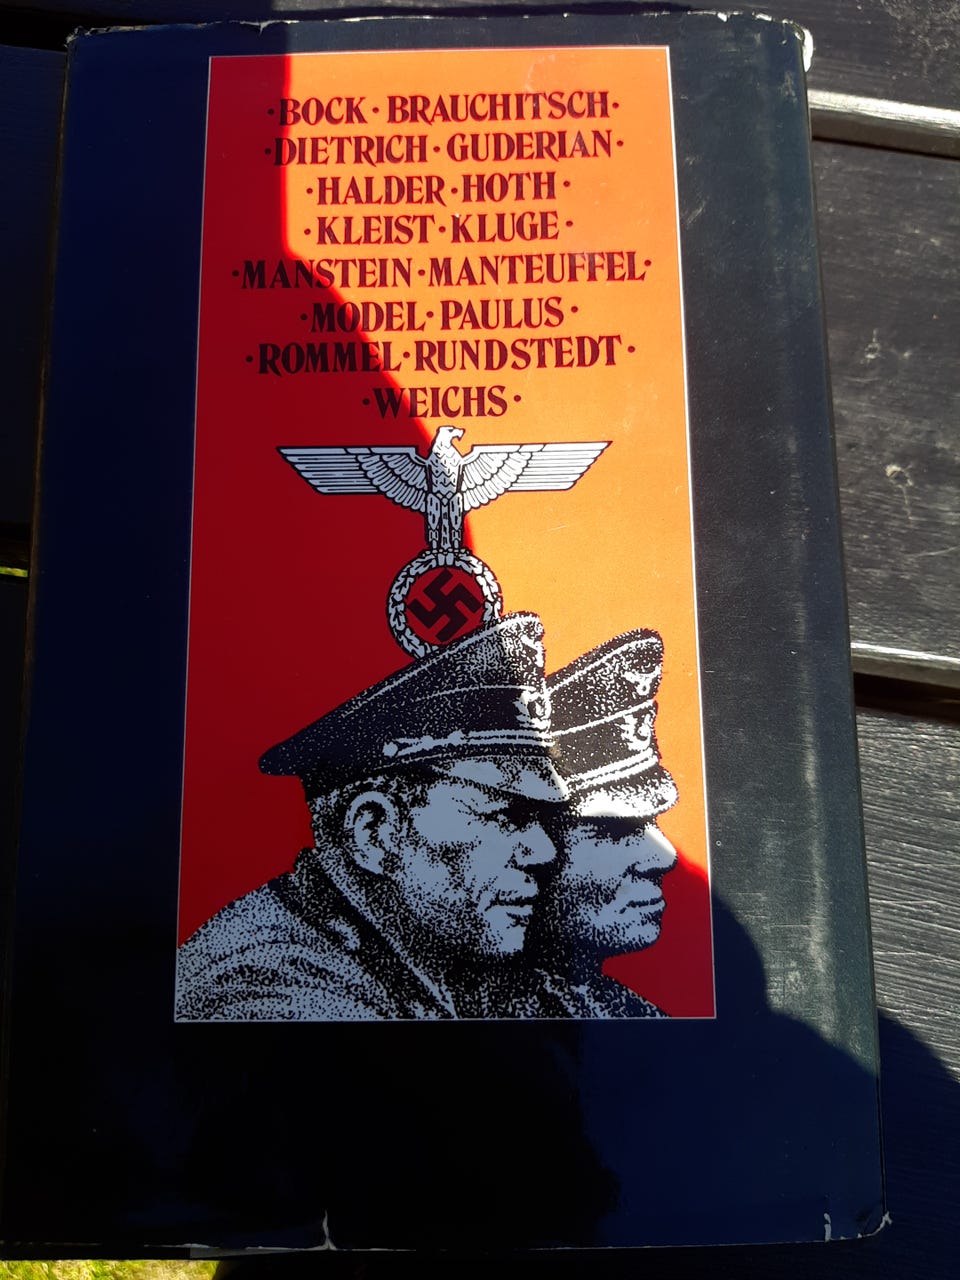 ·BOCK·BRAUCHITSCH·
·DIETRICH·GUDERIAN·
·HALDER·HOTH·
·KLEIST·KLUGE·
·MANSTEIN·MANTEUFFEL·
·MODEL·PAULUS·
·ROMMEL·RUNDSTEDT·
·WEICHS·